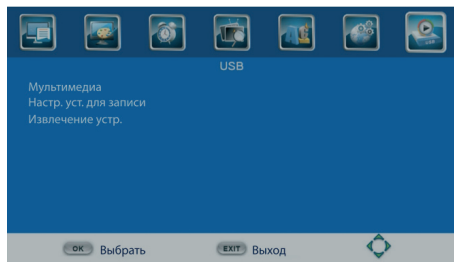 USB
Мультимедиа
Настр. уст. для записи
Извлечение устр.
OK Выбрать EXIT Выход